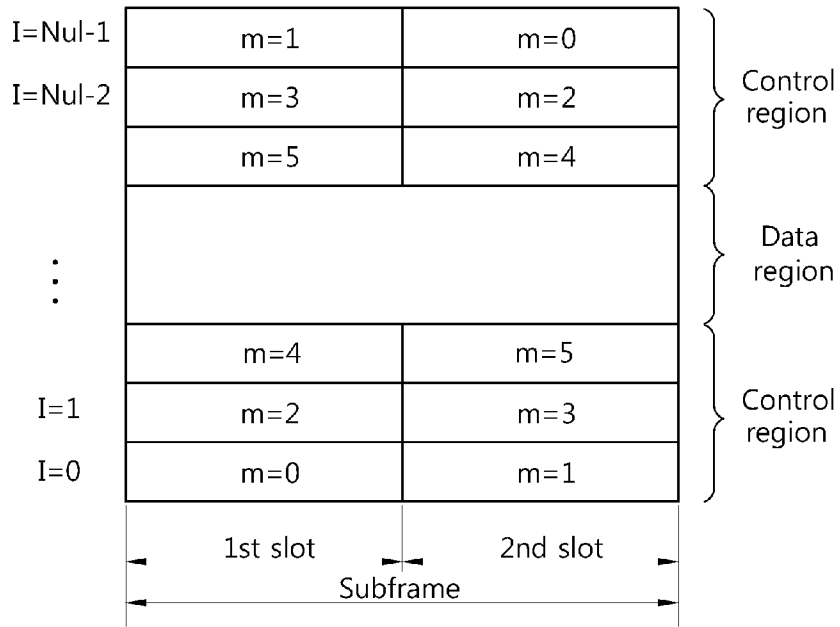 I=Nul-1 m=1 m=0
I=Nul-2 m=3 m=2
Control
region
m=5 m=4
Data
region
m=4 m=5
I=1 m=2 m=3
Control
region
I=0 m=0 m=1
1st slot 2nd slot
Subframe